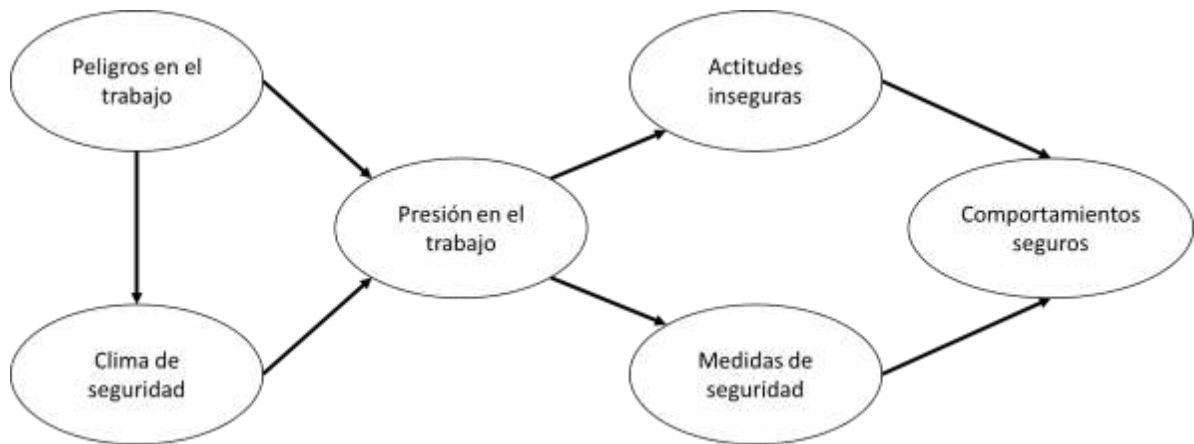 Peligros en el
trabajo
Actitudes
inseguras
Presión en el
trabajo
Comportamientos
seguros
Clima de
seguridad
Medidas de
seguridad